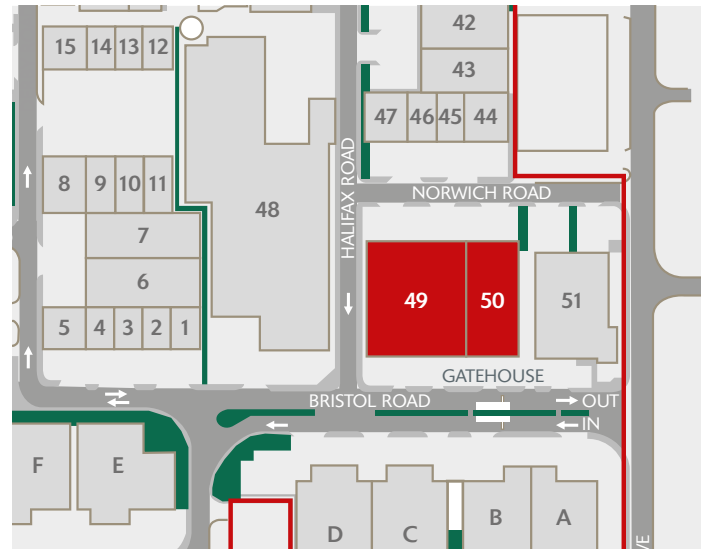 42
15 14 13 12
43
47 46 45 44
8 9 10 11
HALIFAX ROAD
NORWICH ROAD
48
7
6
49 50 51
5 4 3 2 1
GATEHOUSE
BRISTOL ROAD
OUT
IN
F E
D C B A
VE